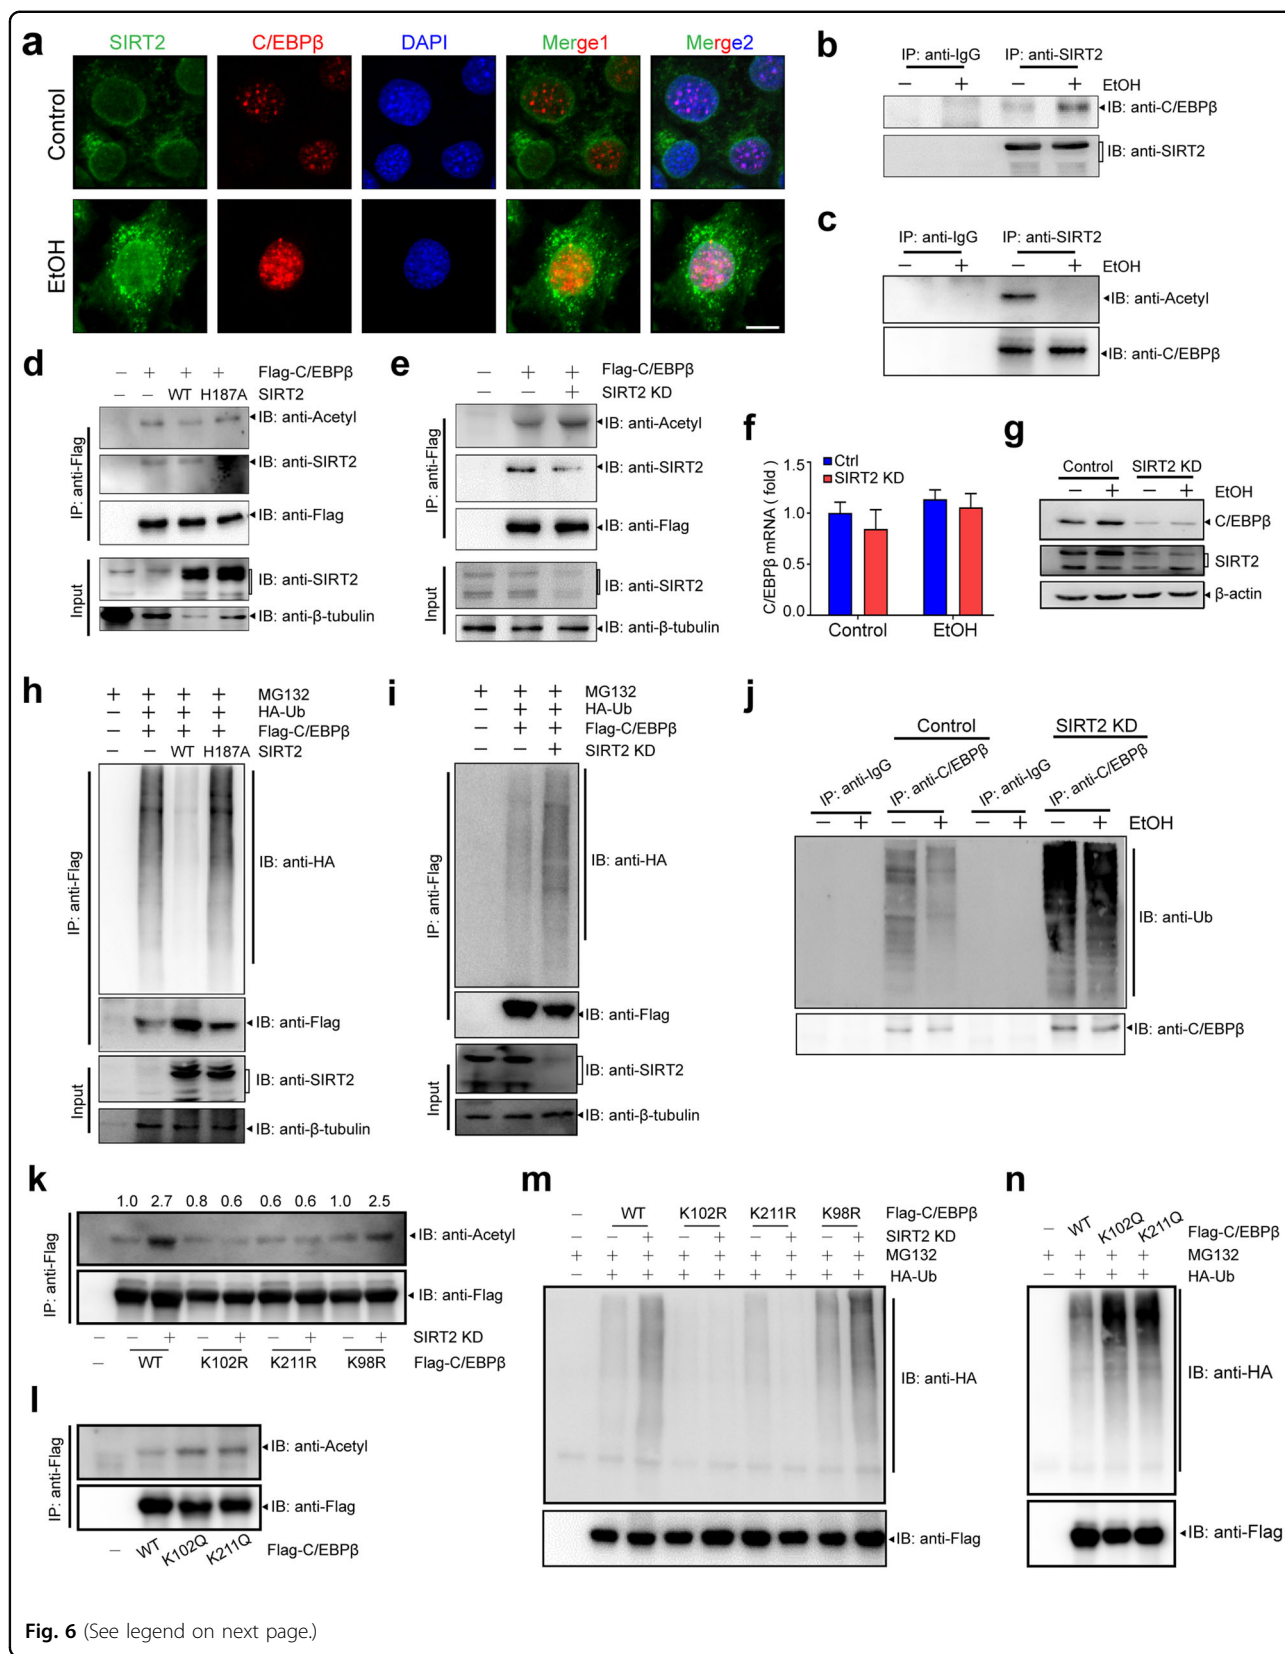 a
SIRT2 C/EBPβ DAPI Merge1 Merge2
Control
EtOH
b
IP: anti-IgG IP: anti-SIRT2
− + − + EtOH
IB: anti-C/EBPβ
IB: anti-SIRT2
c
IP: anti-IgG IP: anti-SIRT2
− + − + EtOH
IB: anti-Acetyl
IB: anti-C/EBPβ
d
− + + + Flag-C/EBPβ
− − WT H187A SIRT2
IP: anti-Flag
IB: anti-Acetyl
IB: anti-SIRT2
IB: anti-Flag
Input
IB: anti-SIRT2
IB: anti-β-tubulin
e
− + + Flag-C/EBPβ
− − + SIRT2 KD
IP: anti-Flag
IB: anti-Acetyl
IB: anti-SIRT2
IB: anti-Flag
Input
IB: anti-SIRT2
IB: anti-β-tubulin
f
C/EBPβ mRNA ( fold )
1.5
1.0
0.5
0.0
Ctrl
SIRT2 KD
Control EtOH
g
Control SIRT2 KD
− + − + EtOH
C/EBPβ
SIRT2
β-actin
h
+ + + + MG132
− + + + HA-Ub
− + + + Flag-C/EBPβ
− − WT H187A SIRT2
IP: anti-Flag
IB: anti-HA
IB: anti-Flag
Input
IB: anti-SIRT2
IB: anti-β-tubulin
i
+ + + MG132
− + + HA-Ub
− + + Flag-C/EBPβ
− − + SIRT2 KD
IP: anti-Flag
IB: anti-HA
IB: anti-Flag
Input
IB: anti-SIRT2
IB: anti-β-tubulin
j
Control SIRT2 KD
IP: anti-IgG IP: anti-C/EBPβ IP: anti-IgG IP: anti-C/EBPβ
− + − + − + − + EtOH
IB: anti-Ub
IB: anti-C/EBPβ
k
1.0 2.7 0.8 0.6 0.6 0.6 1.0 2.5
IP: anti-Flag
IB: anti-Acetyl
IB: anti-Flag
− − + − + − + − + SIRT2 KD
− WT K102R K211R K98R Flag-C/EBPβ
l
IP: anti-Flag
IB: anti-Acetyl
IB: anti-Flag
− WT K102Q K211Q Flag-C/EBPβ
m
− WT K102R K211R K98R Flag-C/EBPβ
− − + − + − + − + SIRT2 KD
+ + + + + + + + + MG132
− + + + + + + + + HA-Ub
IB: anti-HA
IB: anti-Flag
n
− WT K102Q K211Q Flag-C/EBPβ
+ + + + MG132
− + + + HA-Ub
IB: anti-HA
IB: anti-Flag
Fig. 6 (See legend on next page.)